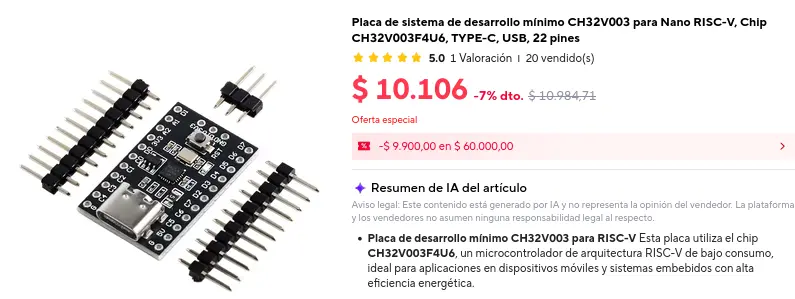 Placa de sistema de desarrollo mínimo CH32V003 para Nano RISC-V, Chip
CH32V003F4U6, TYPE-C, USB, 22 pines
5.0 1 Valoración | 20 vendido(s)
$ 10.106 -7% dto. $ 10.984,71
Oferta especial
-$ 9.900,00 en $ 60.000,00
Resumen de IA del artículo
Aviso legal: Este contenido está generado por IA y no representa la opinión del vendedor. La plataforma
y los vendedores no asumen ninguna responsabilidad legal al respecto.
• Placa de desarrollo mínimo CH32V003 para RISC-V Esta placa utiliza el chip
CH32V003F4U6, un microcontrolador de arquitectura RISC-V de bajo consumo,
ideal para aplicaciones en dispositivos móviles y sistemas embebidos con alta
eficiencia energética.